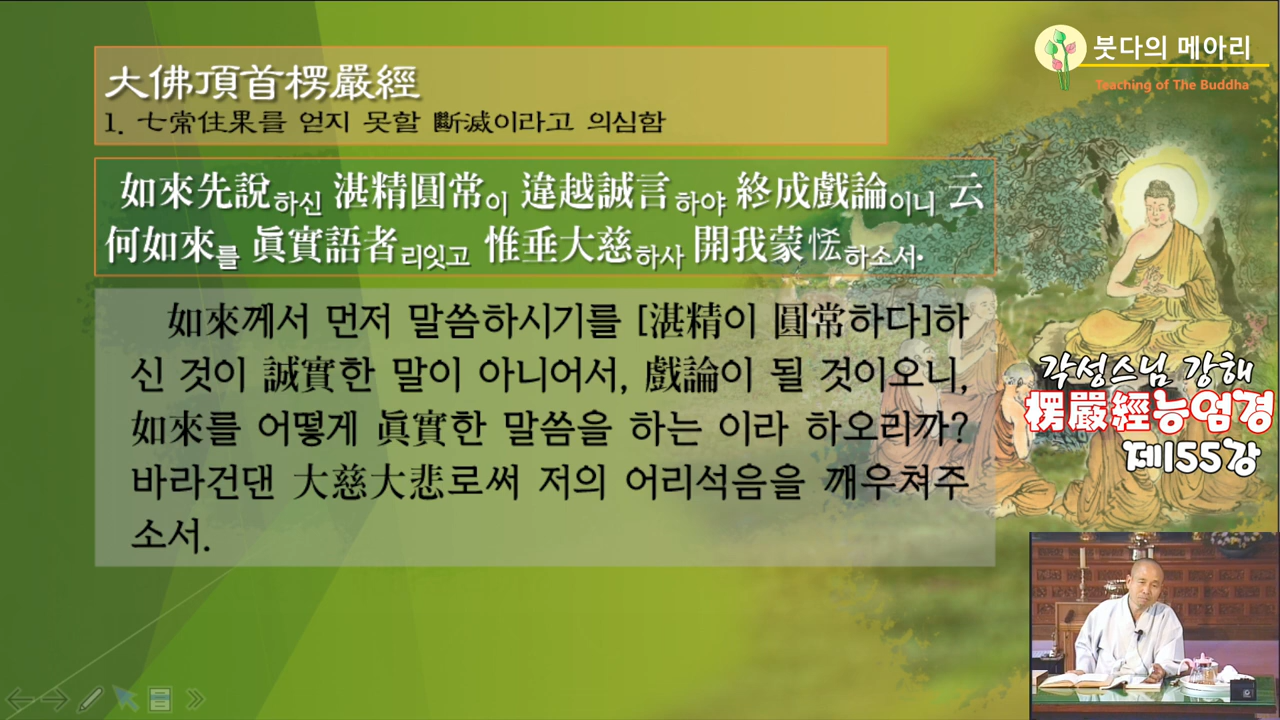 大佛頂首楞嚴經
1. 七常住果를 얻지 못할 斷滅이라고 의심함
如來先說하신 湛精圓常이 違越誠言하야 終成戲論이니 云
何如來를 眞實語者리잇고 惟垂大慈하사 開我蒙恡하소서.
如來께서 먼저 말씀하시기를 [湛精이 圓常하다]하
신 것이 誠實한 말이 아니어서, 戲論이 될 것이오니,
如來를 어떻게 眞實한 말씀을 하는 이라 하오리까?
바라건댄 大慈大悲로써 저의 어리석음을 깨우쳐주
소서.
붓다의 메아리
Teaching of The Buddha
각성스님 강해
楞嚴經능엄경
제155강